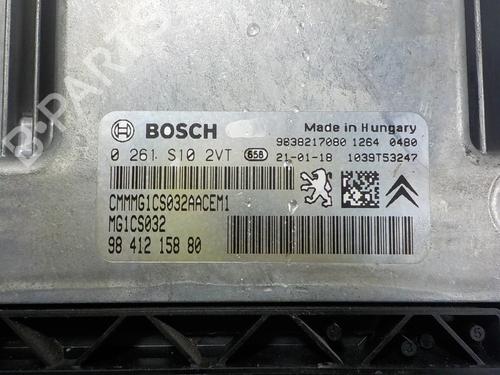 BOSCH
Made in Hungary
9838217080 1264 0480
0 261 S10 2VT 658 21-01-18 1039T53247
CMMMG1CS032AACEM1
MG1CS032
98 412 158 80
B-PARTS